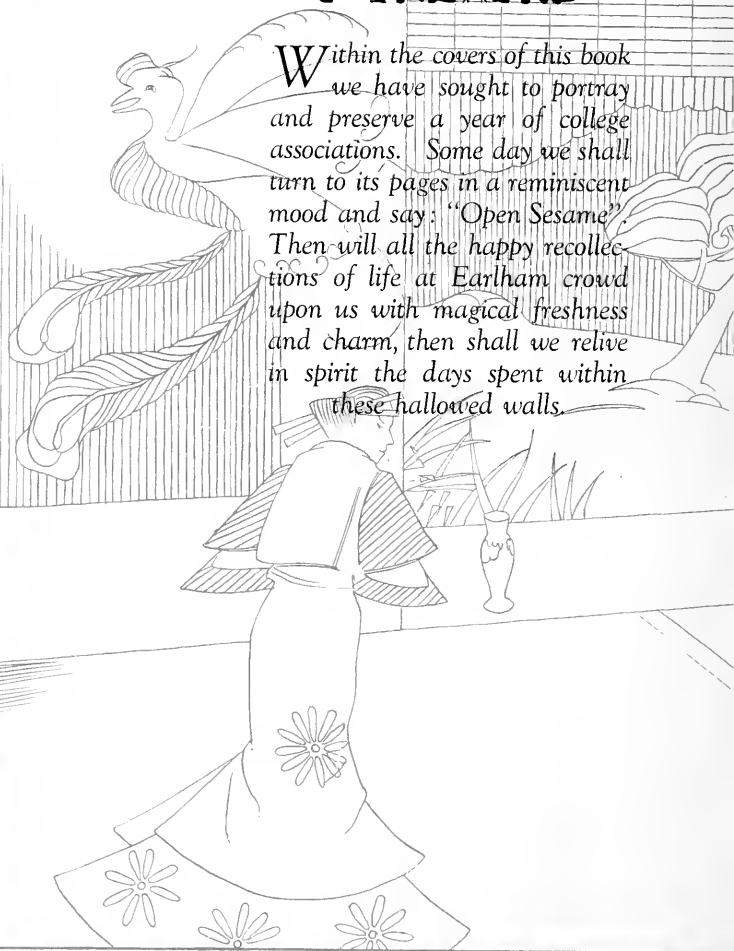 Within the covers of this book
we have sought to portray
and preserve a year of college
associations. Some day we shall
turn to its pages in a reminiscent
mood and say: "Open Sesame".
Then will all the happy recollec-
tions of life at Earlham crowd
upon us with magical freshness
and charm, then shall we relive
in spirit the days spent within
these hallowed walls.